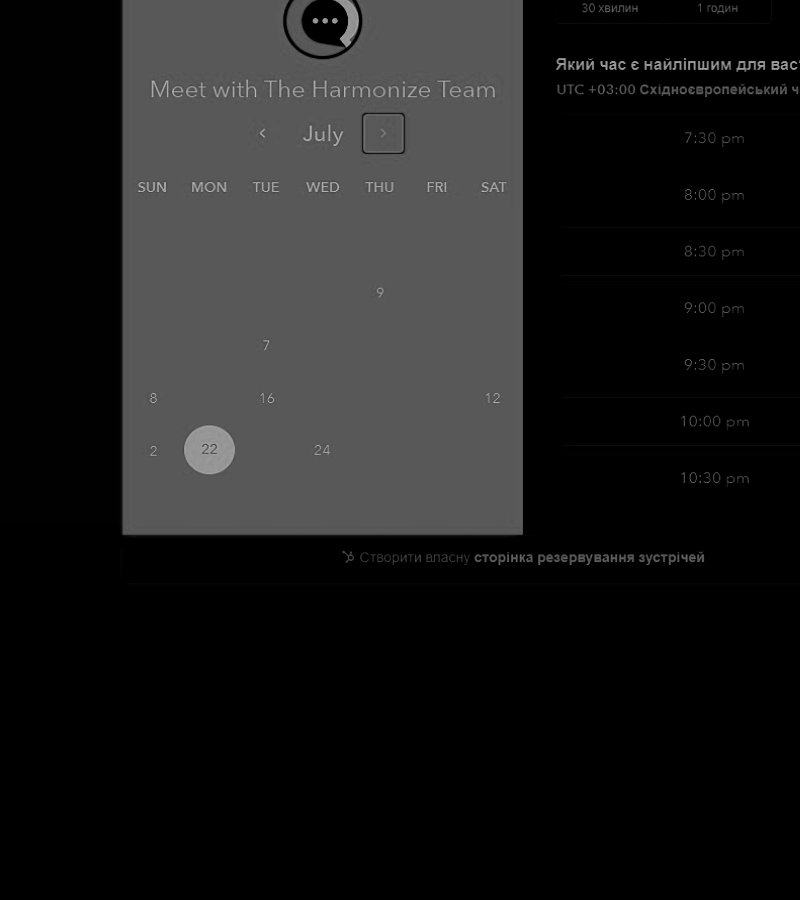 30 хвилин 1 годин
Meet with The Harmonize Team
July
SUN MON TUE WED THU FRI SAT
9
7
8 16 12
2 22 24
Який час є найліпшим для вас
UTC +03:00 Східноєвропейський ч
7:30 pm
8:00 pm
8:30 pm
9:00 pm
9:30 pm
10:00 pm
10:30 pm
Створити власну сторінка резервування зустрічей